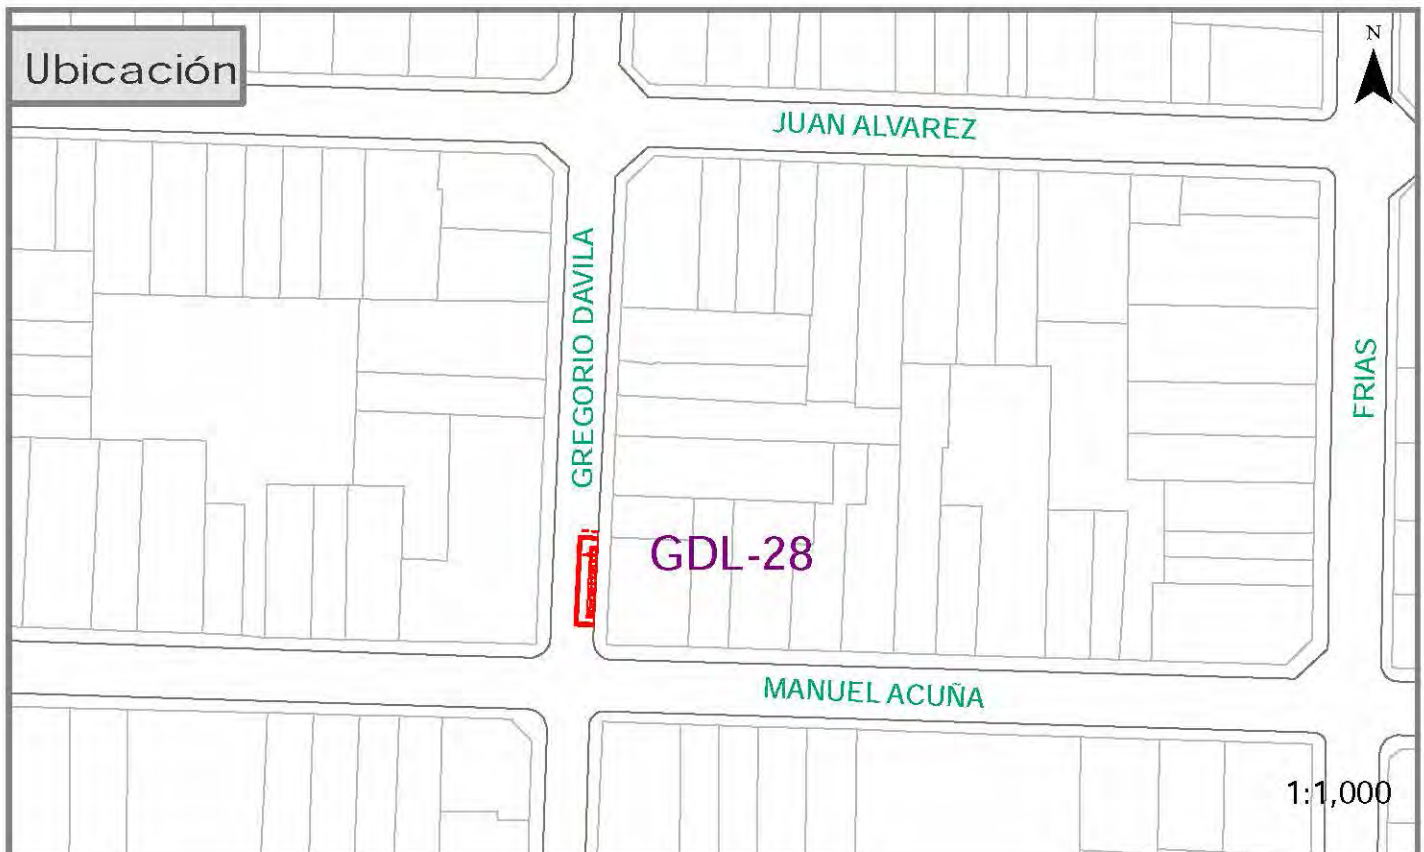 Ubicación
N
JUAN ALVAREZ
GREGORIO DAVILA
FRIAS
GDL-28
MANUEL ACUÑA
1:1,000